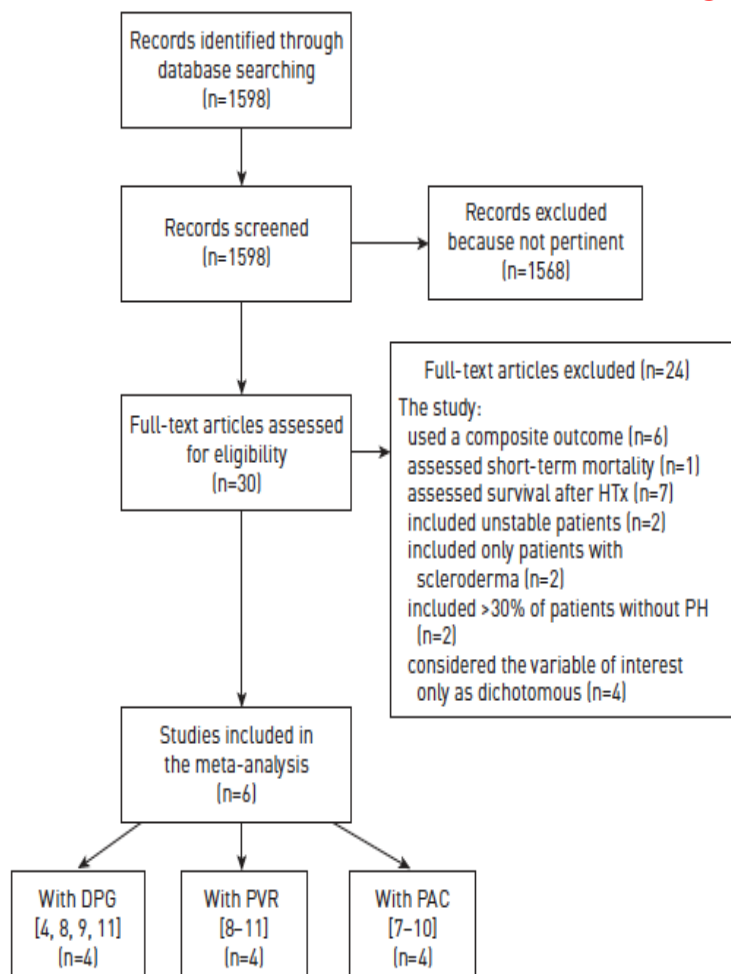 Records identified through
database searching
(n=1598)
Records screened
(n=1598)
Records excluded
because not pertinent
(n=1568)
Full-text articles assessed
for eligibility
(n=30)
Full-text articles excluded (n=24)
The study:
used a composite outcome (n=6)
assessed short-term mortality (n=1)
assessed survival after HTx (n=7)
included unstable patients (n=2)
included only patients with
scleroderma (n=2)
included >30% of patients without PH
(n=2)
considered the variable of interest
only as dichotomous (n=4)
Studies included in
the meta-analysis
(n=6)
With DPG
[4, 8, 9, 11]
(n=4)
With PVR
[8–11]
(n=4)
With PAC
[7–10]
(n=4)